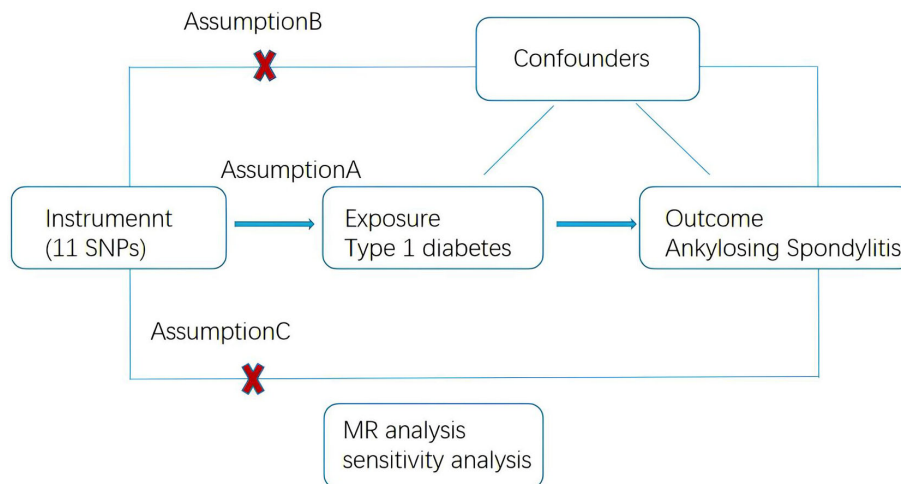 AssumptionB
Confounders
AssumptionA
Instrumennt
(11 SNPs)
Exposure
Type 1 diabetes
Outcome
Ankylosing Spondylitis
AssumptionC
MR analysis
sensitivity analysis